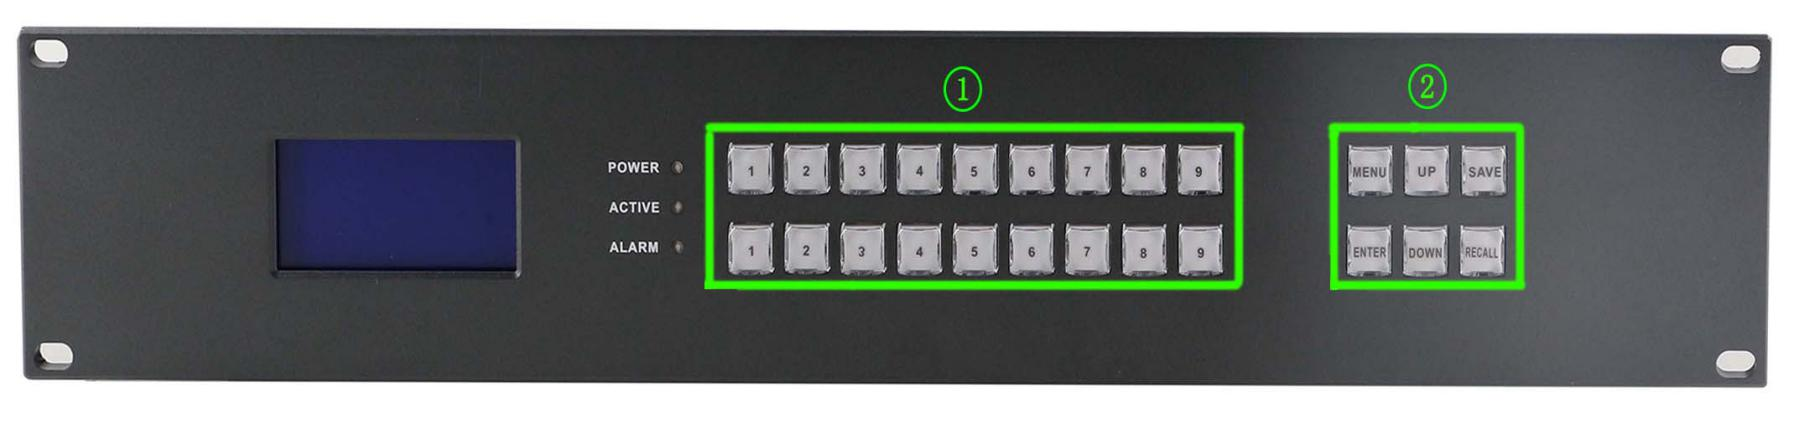 ① ②
POWER 1 2 3 4 5 6 7 8 9 MENU UP SAVE
ACTIVE
ALARM 1 2 3 4 5 6 7 8 9 ENTER DOWN RECALL